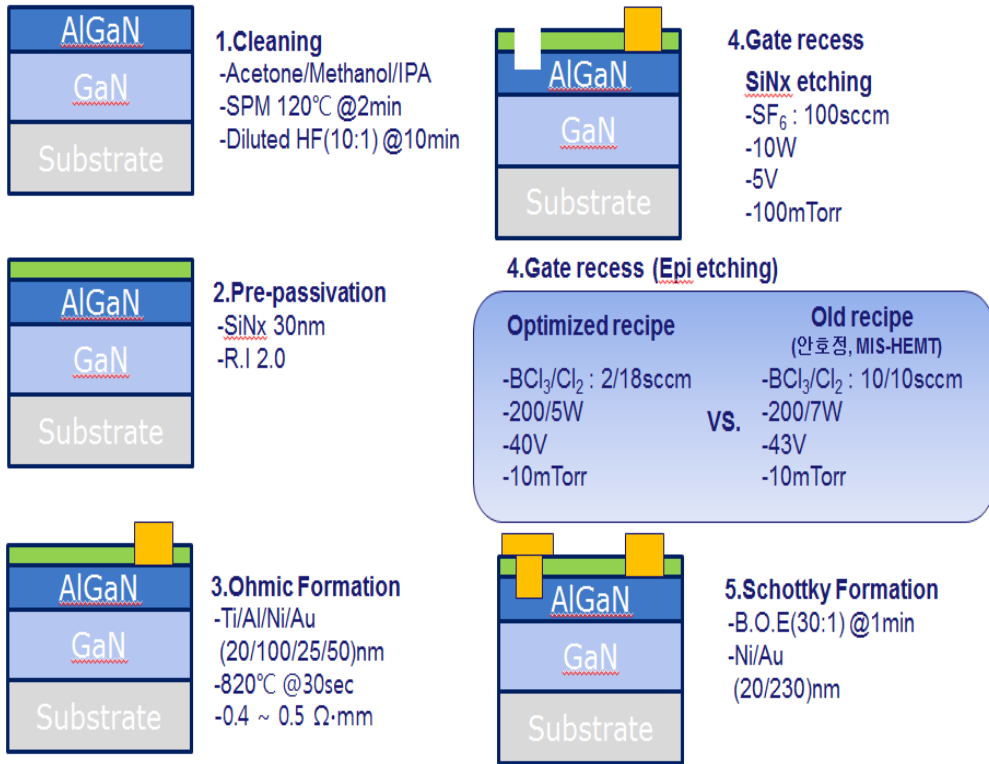 AlGaN
GaN
Substrate
1.Cleaning
-Acetone/Methanol/IPA
-SPM 120℃ @2min
-Diluted HF(10:1) @10min
AlGaN
GaN
Substrate
2.Pre-passivation
-SiNx 30nm
-R.I 2.0
AlGaN
GaN
Substrate
3.Ohmic Formation
-Ti/Al/Ni/Au
(20/100/25/50)nm
-820℃ @30sec
-0.4 ~ 0.5 Ω·mm
AlGaN
GaN
Substrate
4.Gate recess
SiNx etching
-SF₆ : 100sccm
-10W
-5V
-100mTorr
4.Gate recess (Epi etching)
Optimized recipe
-BCl₃/Cl₂ : 2/18sccm
-200/5W
-40V
-10mTorr
VS.
Old recipe
(안호정, MIS-HEMT)
-BCl₃/Cl₂ : 10/10sccm
-200/7W
-43V
-10mTorr
AlGaN
GaN
Substrate
5.Schottky Formation
-B.O.E(30:1) @1min
-Ni/Au
(20/230)nm